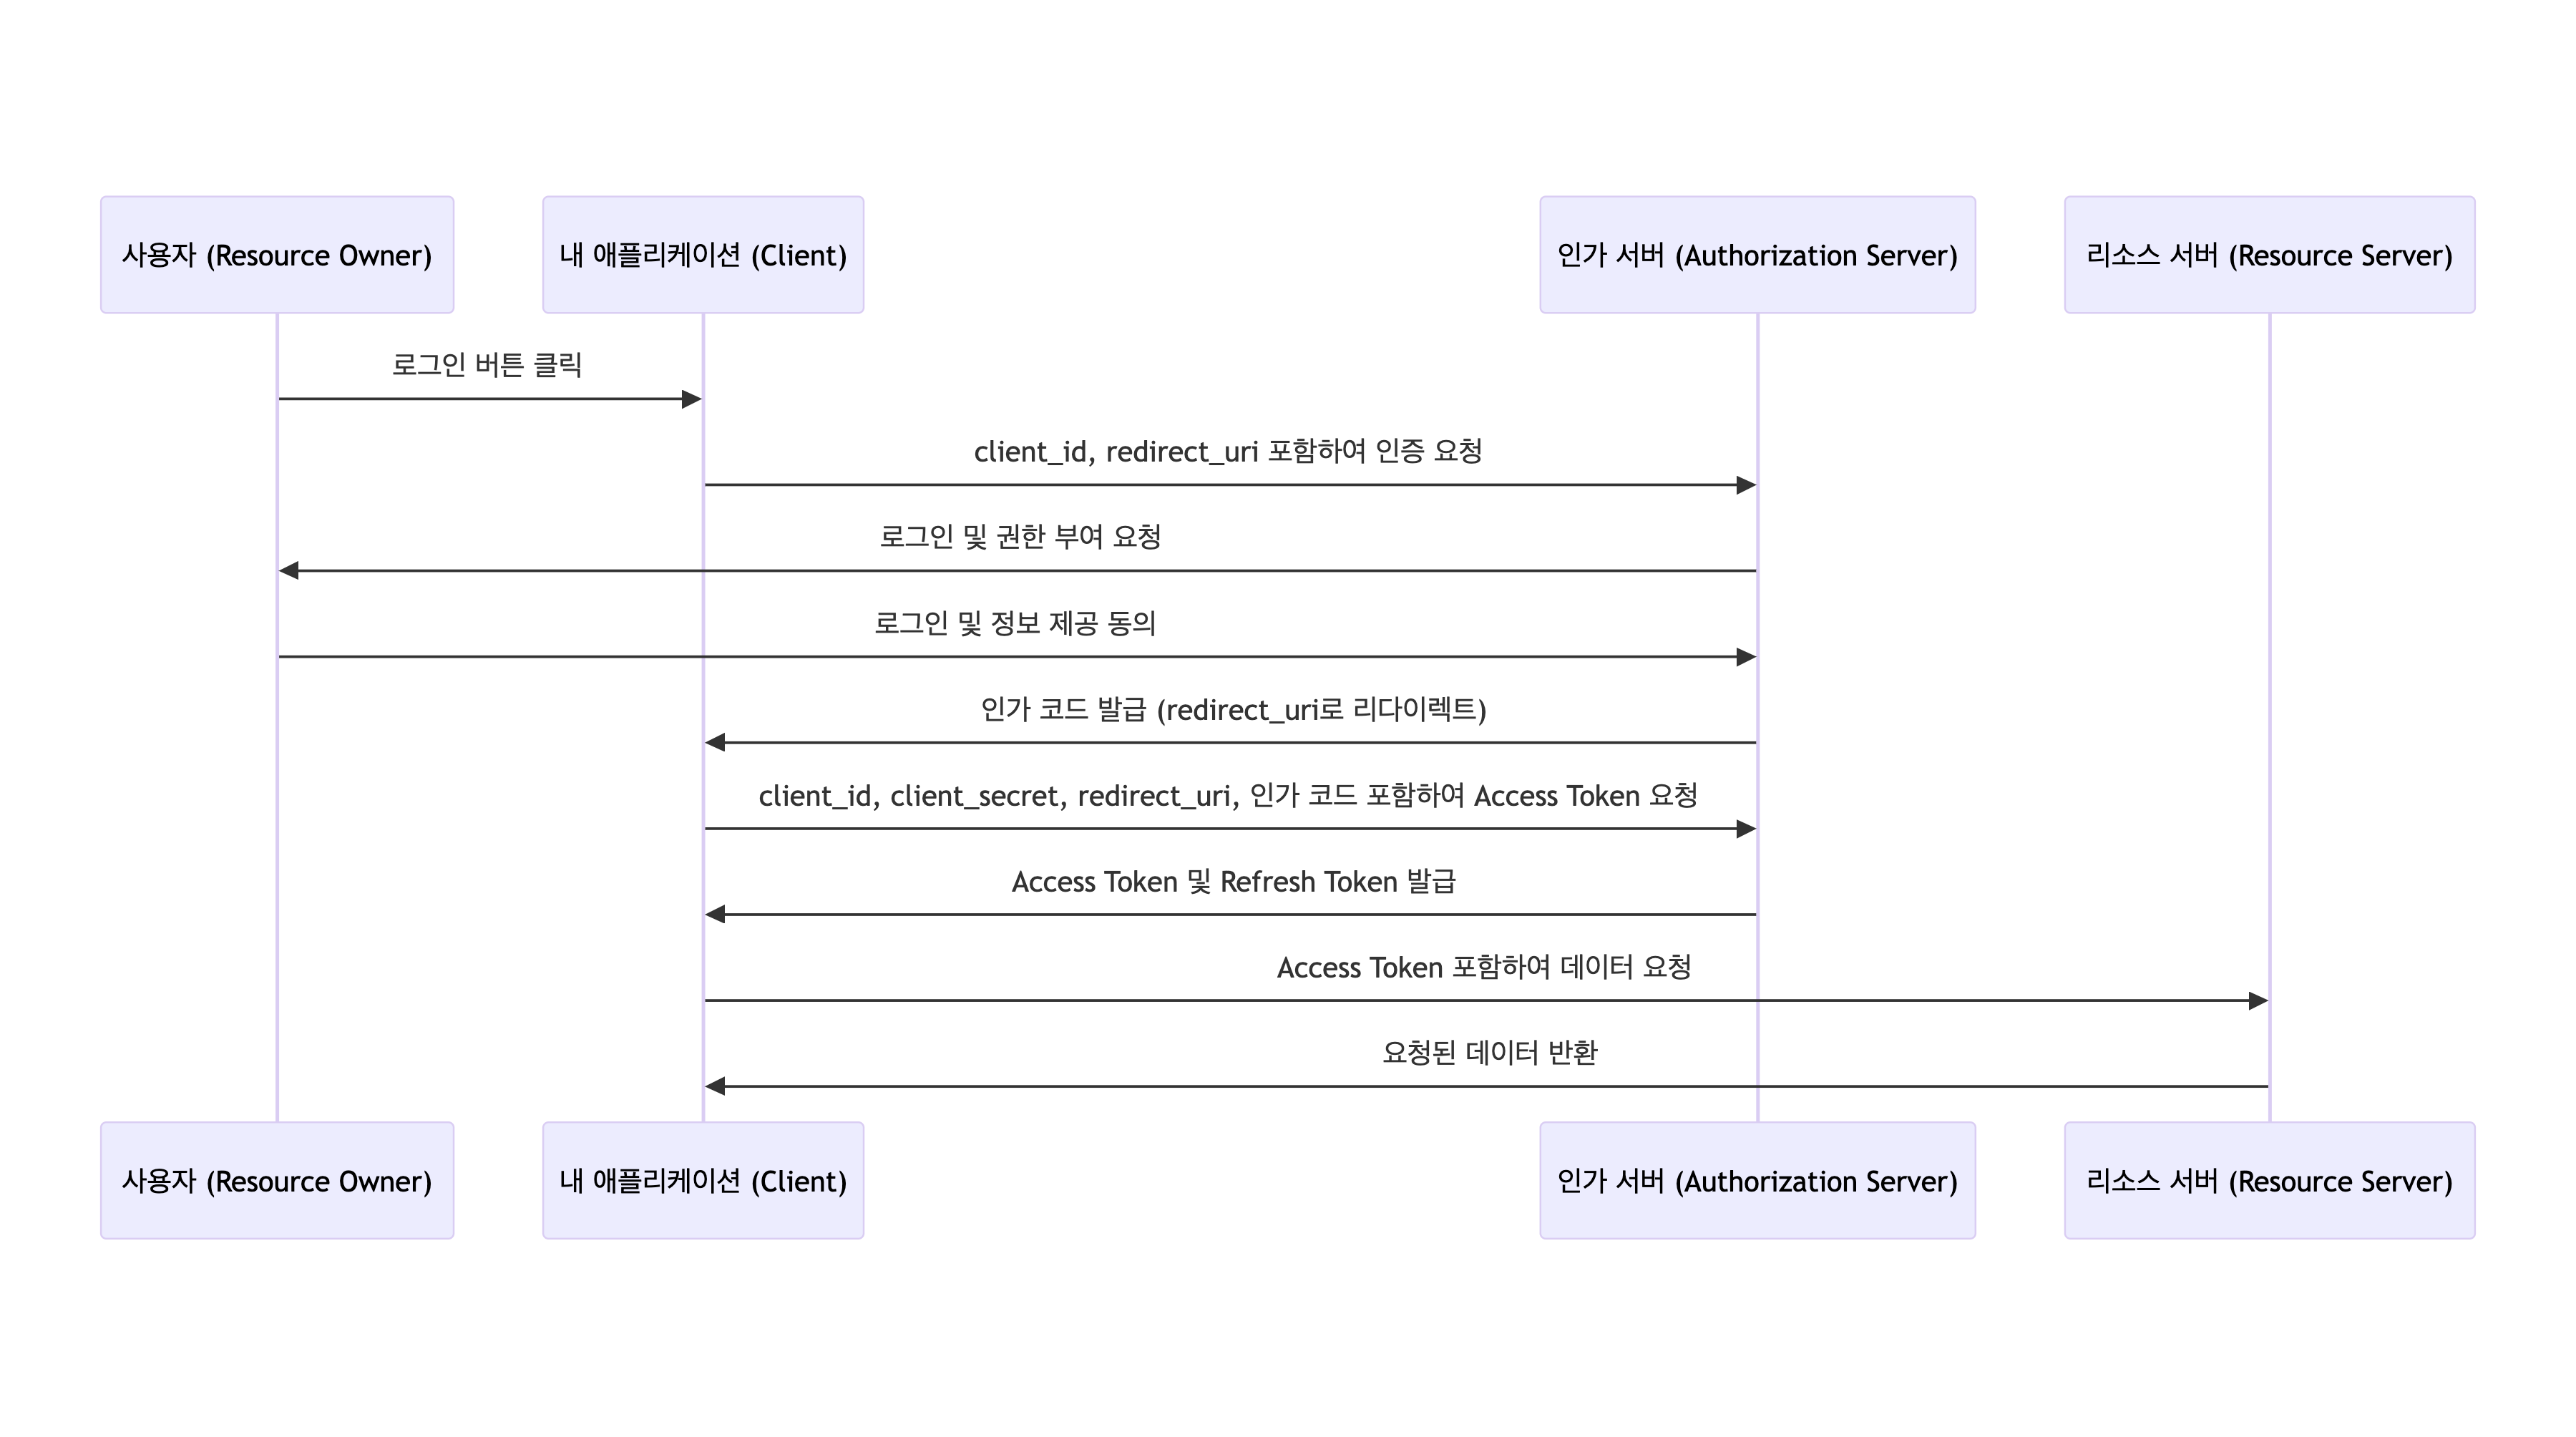 사용자 (Resource Owner)
내 애플리케이션 (Client)
인가 서버 (Authorization Server)
리소스 서버 (Resource Server)
로그인 버튼 클릭
client_id, redirect_uri 포함하여 인증 요청
로그인 및 권한 부여 요청
로그인 및 정보 제공 동의
인가 코드 발급 (redirect_uri로 리다이렉트)
client_id, client_secret, redirect_uri, 인가 코드 포함하여 Access Token 요청
Access Token 및 Refresh Token 발급
Access Token 포함하여 데이터 요청
요청된 데이터 반환
사용자 (Resource Owner)
내 애플리케이션 (Client)
인가 서버 (Authorization Server)
리소스 서버 (Resource Server)